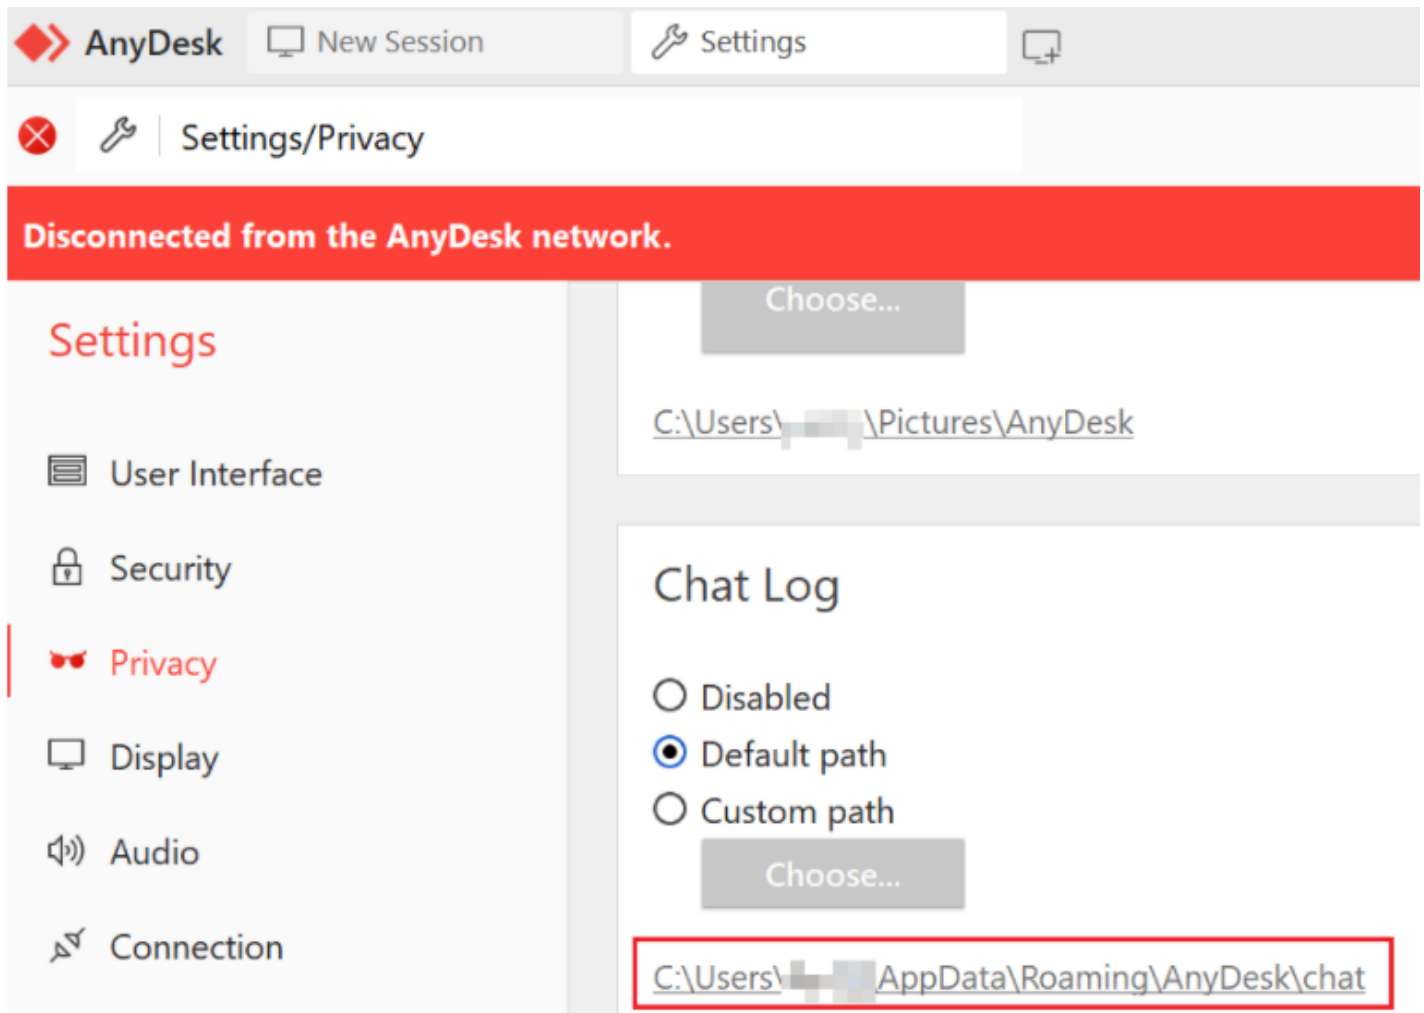 AnyDesk New Session Settings
Settings/Privacy
Disconnected from the AnyDesk network.
Settings
User Interface
Security
Privacy
Display
Audio
Connection
Choose...
C:\Users\ \Pictures\AnyDesk
Chat Log
Disabled
Default path
Custom path
Choose...
C:\Users\ AppData\Roaming\AnyDesk\chat